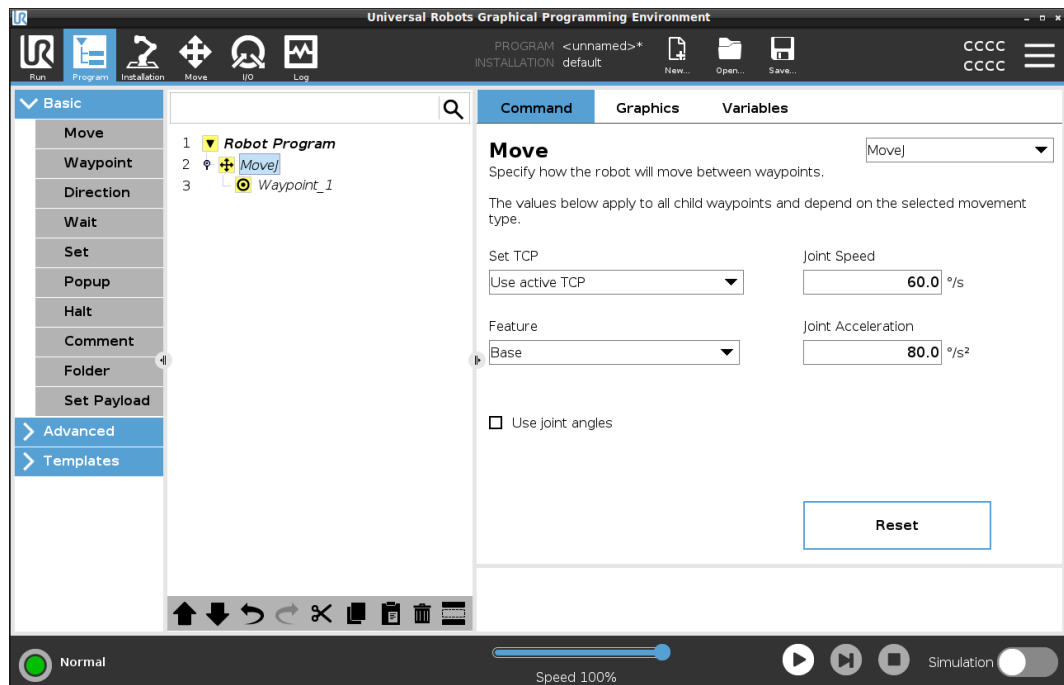 Universal Robots Graphical Programming Environment
UR
Run
Program
Installation
Move
I/O
Log
PROGRAM <unnamed>*
INSTALLATION default
New...
Open...
Save...
CCCC
CCCC
Basic
Move
Waypoint
Direction
Wait
Set
Popup
Halt
Comment
Folder
Set Payload
Advanced
Templates
1 Robot Program
2 MoveJ
3 Waypoint_1
Command Graphics Variables
Move
MoveJ
Specify how the robot will move between waypoints.
The values below apply to all child waypoints and depend on the selected movement
type.
Set TCP
Joint Speed
Use active TCP
60.0 °/s
Feature
Joint Acceleration
Base
80.0 °/s²
Use joint angles
Reset
Normal
Speed 100%
Simulation